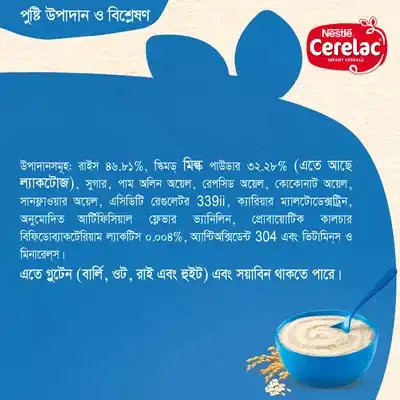 পুষ্টি উপাদান ও বিশ্লেষণ
Nestlé
Cerelac
INFANT CEREALS
উপাদানসমূহ: রাইস ৪৬.৮১%, স্কিমড্ মিল্ক পাউডার ৩২.২৮% (এতে আছে
ল্যাকটোজ), সুগার, পাম অলিন অয়েল, রেপসিড অয়েল, কোকোনাট অয়েল,
সানফ্লাওয়ার অয়েল, এসিডিটি রেগুলেটর 339ii, ক্যারিয়ার ম্যালটোডেক্সট্রিন,
অনুমোদিত আর্টিফিসিয়াল ফ্লেভার ভ্যানিলিন, প্রোবায়োটিক কালচার
বিফিডোব্যাকটেরিয়াম ল্যাকটিস ০.০০৪%, অ্যান্টিঅক্সিডেন্ট 304 এবং ভিটামিন্স ও
মিনারেল্স।
এতে গ্লুটেন (বার্লি, ওট, রাই এবং হুইট) এবং সয়াবিন থাকতে পারে।